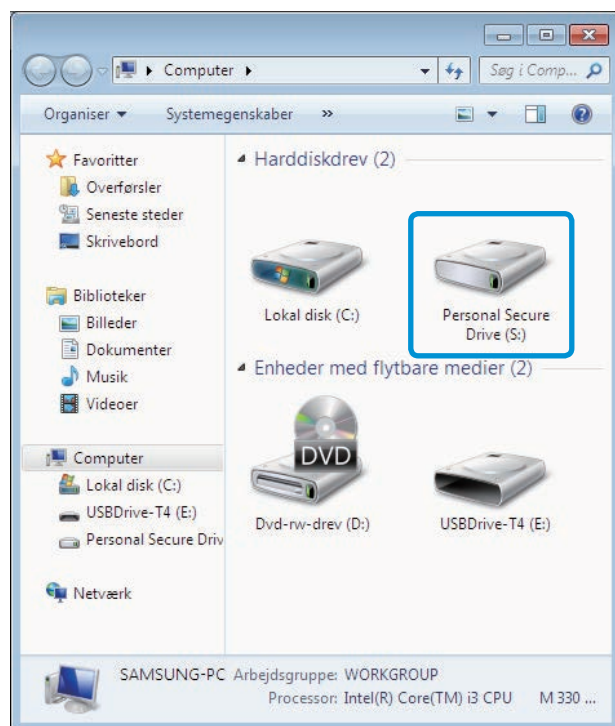 Computer
Søg i Comp...
Organiser
Systemegenskaber
»
Favoritter
Overførsler
Seneste steder
Skrivebord
Biblioteker
Billeder
Dokumenter
Musik
Videoer
Computer
Lokal disk (C:)
USBDrive-T4 (E:)
Personal Secure Driv
Netværk
Harddiskdrev (2)
Lokal disk (C:)
Personal Secure
Drive (S:)
Enheder med flytbare medier (2)
DVD
Dvd-rw-drev (D:)
USBDrive-T4 (E:)
SAMSUNG-PC Arbejdsgruppe: WORKGROUP
Processor: Intel(R) Core(TM) i3 CPU M 330 ...